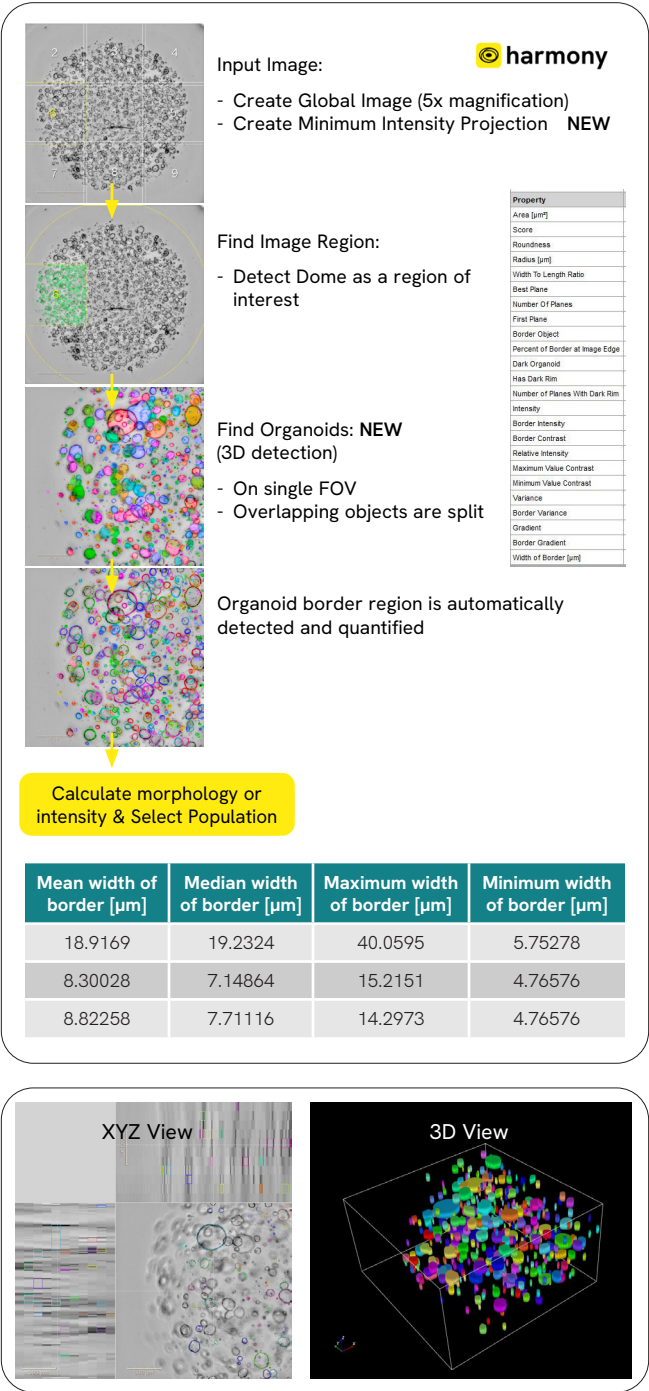 2
3
4
5
7
8
9
harmony
Input Image:
- Create Global Image (5x magnification)
- Create Minimum Intensity Projection NEW
Find Image Region:
- Detect Dome as a region of
interest
Property
Area [µm²]
Score
Roundness
Radius [µm]
Width To Length Ratio
Best Plane
Number Of Planes
First Plane
Border Object
Percent of Border at Image Edge
Dark Organoid
Has Dark Rim
Number of Planes With Dark Rim
Intensity
Border Intensity
Border Contrast
Relative Intensity
Maximum Value Contrast
Minimum Value Contrast
Variance
Border Variance
Gradient
Border Gradient
Width of Border [µm]
Find Organoids: NEW
(3D detection)
- On single FOV
- Overlapping objects are split
Organoid border region is automatically
detected and quantified
Calculate morphology or
intensity & Select Population
Mean width of border [µm] Median width of border [µm] Maximum width of border [µm] Minimum width of border [µm]
18.9169 19.2324 40.0595 5.75278
8.30028 7.14864 15.2151 4.76576
8.82258 7.71116 14.2973 4.76576
XYZ View
3D View